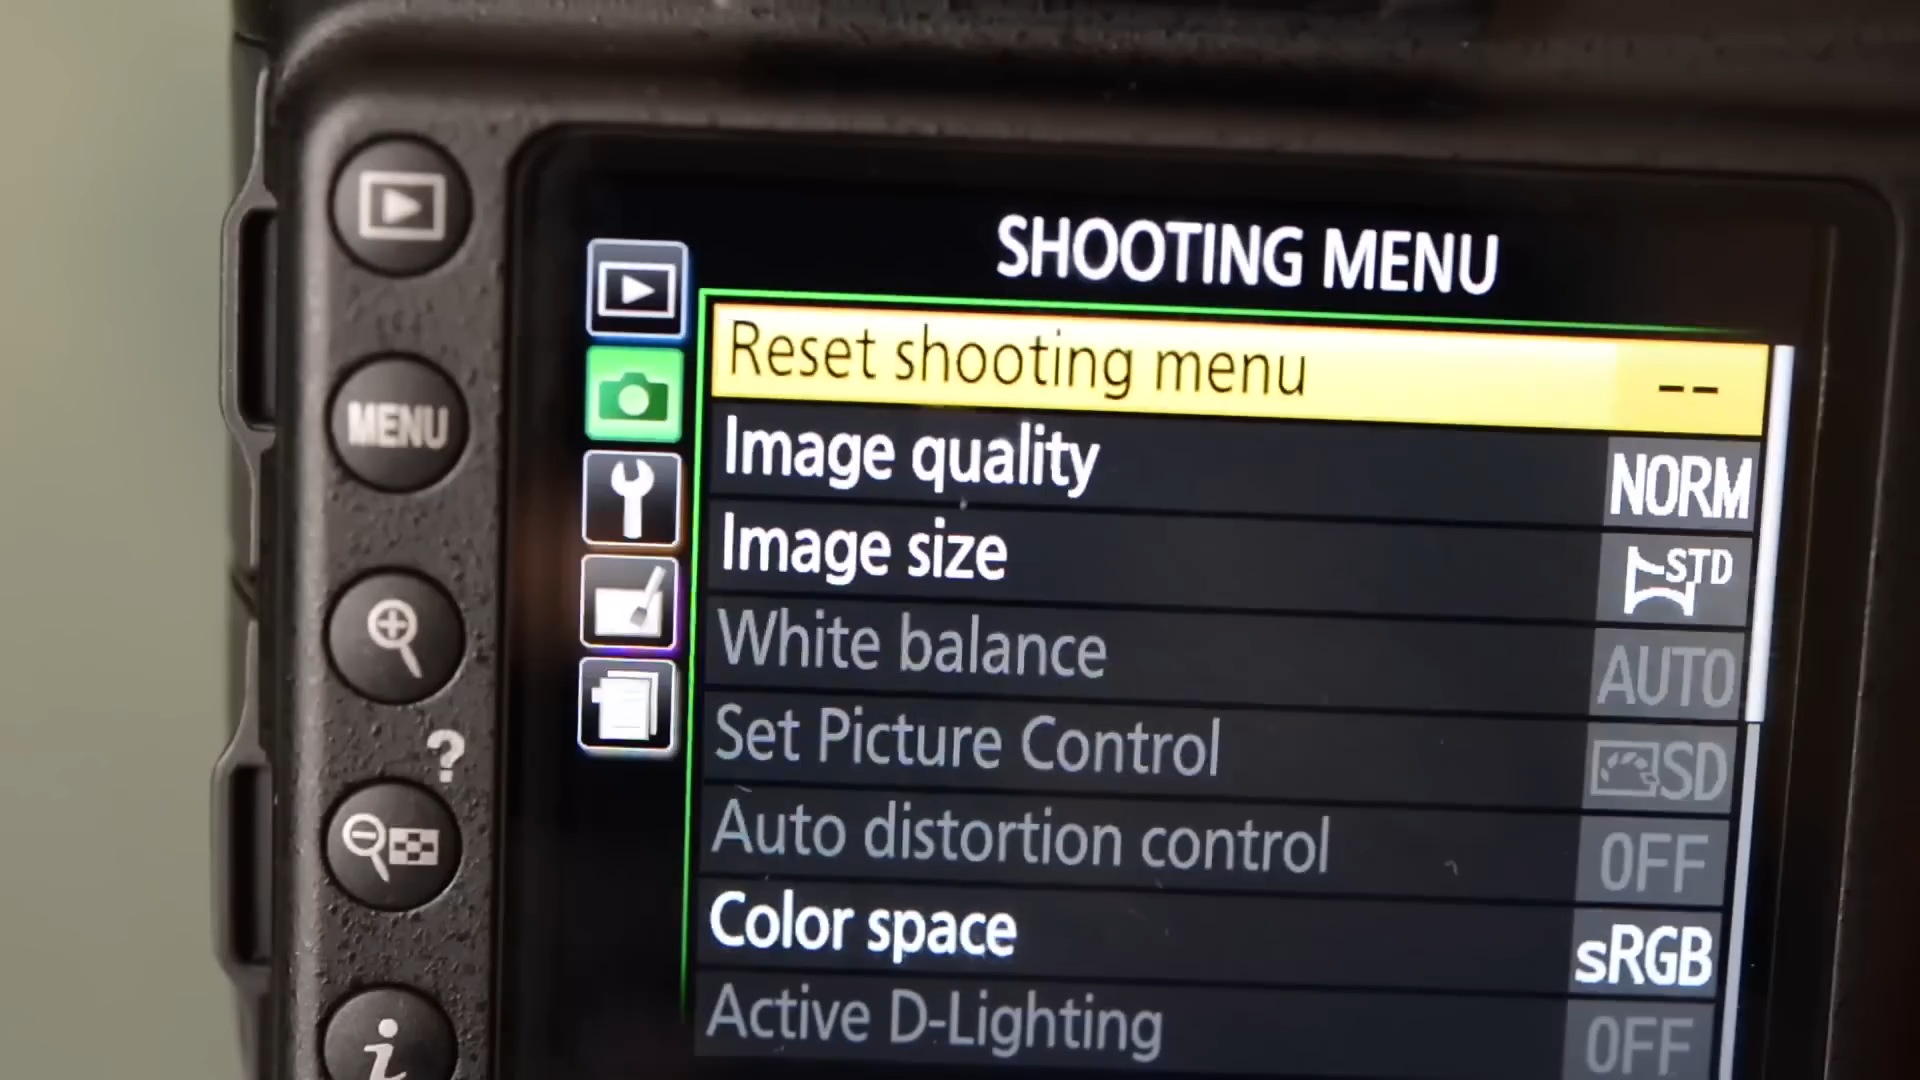 SHOOTING MENU
Reset shooting menu --
Image quality NORM
Image size STD
White balance AUTO
Set Picture Control SD
Auto distortion control OFF
Color space sRGB
Active D-Lighting OFF
MENU
?
i